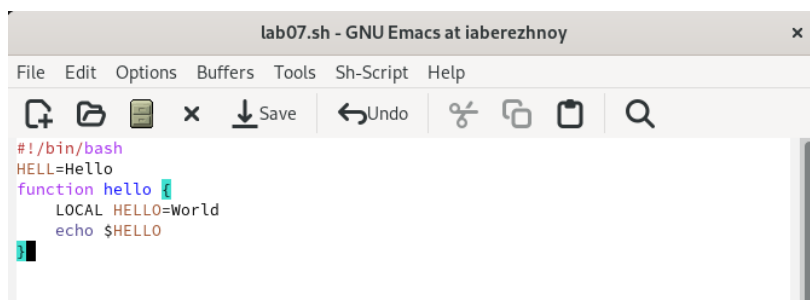 lab07.sh - GNU Emacs at iaberezhnoy
File Edit Options Buffers Tools Sh-Script Help
Save Undo
#!/bin/bash
HELL=Hello
function hello {
    LOCAL HELLO=World
    echo $HELLO
}